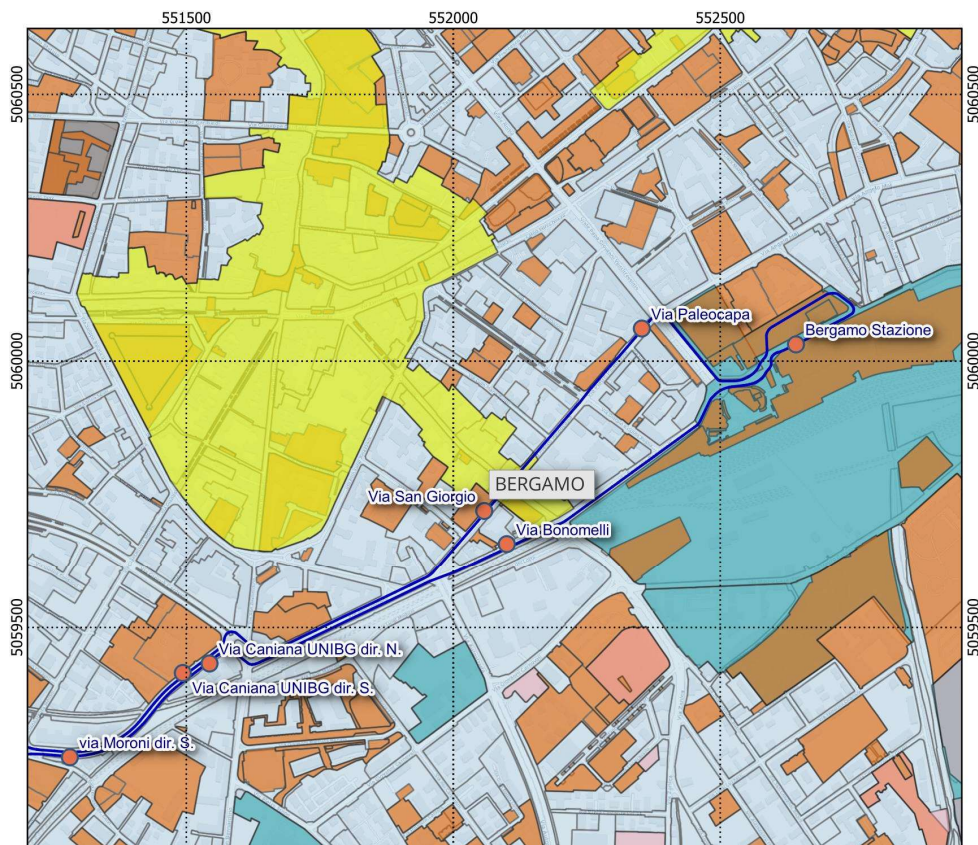 551500
552000
552500
5060500
5060500
Via Paleocapa
Bergamo Stazione
5060000
5060000
BERGAMO
Via San Giorgio
Via Bonomelli
5059500
5059500
Via Caniana UNIBG dir. N.
Via Caniana UNIBG dir. S.
via Moroni dir. S.